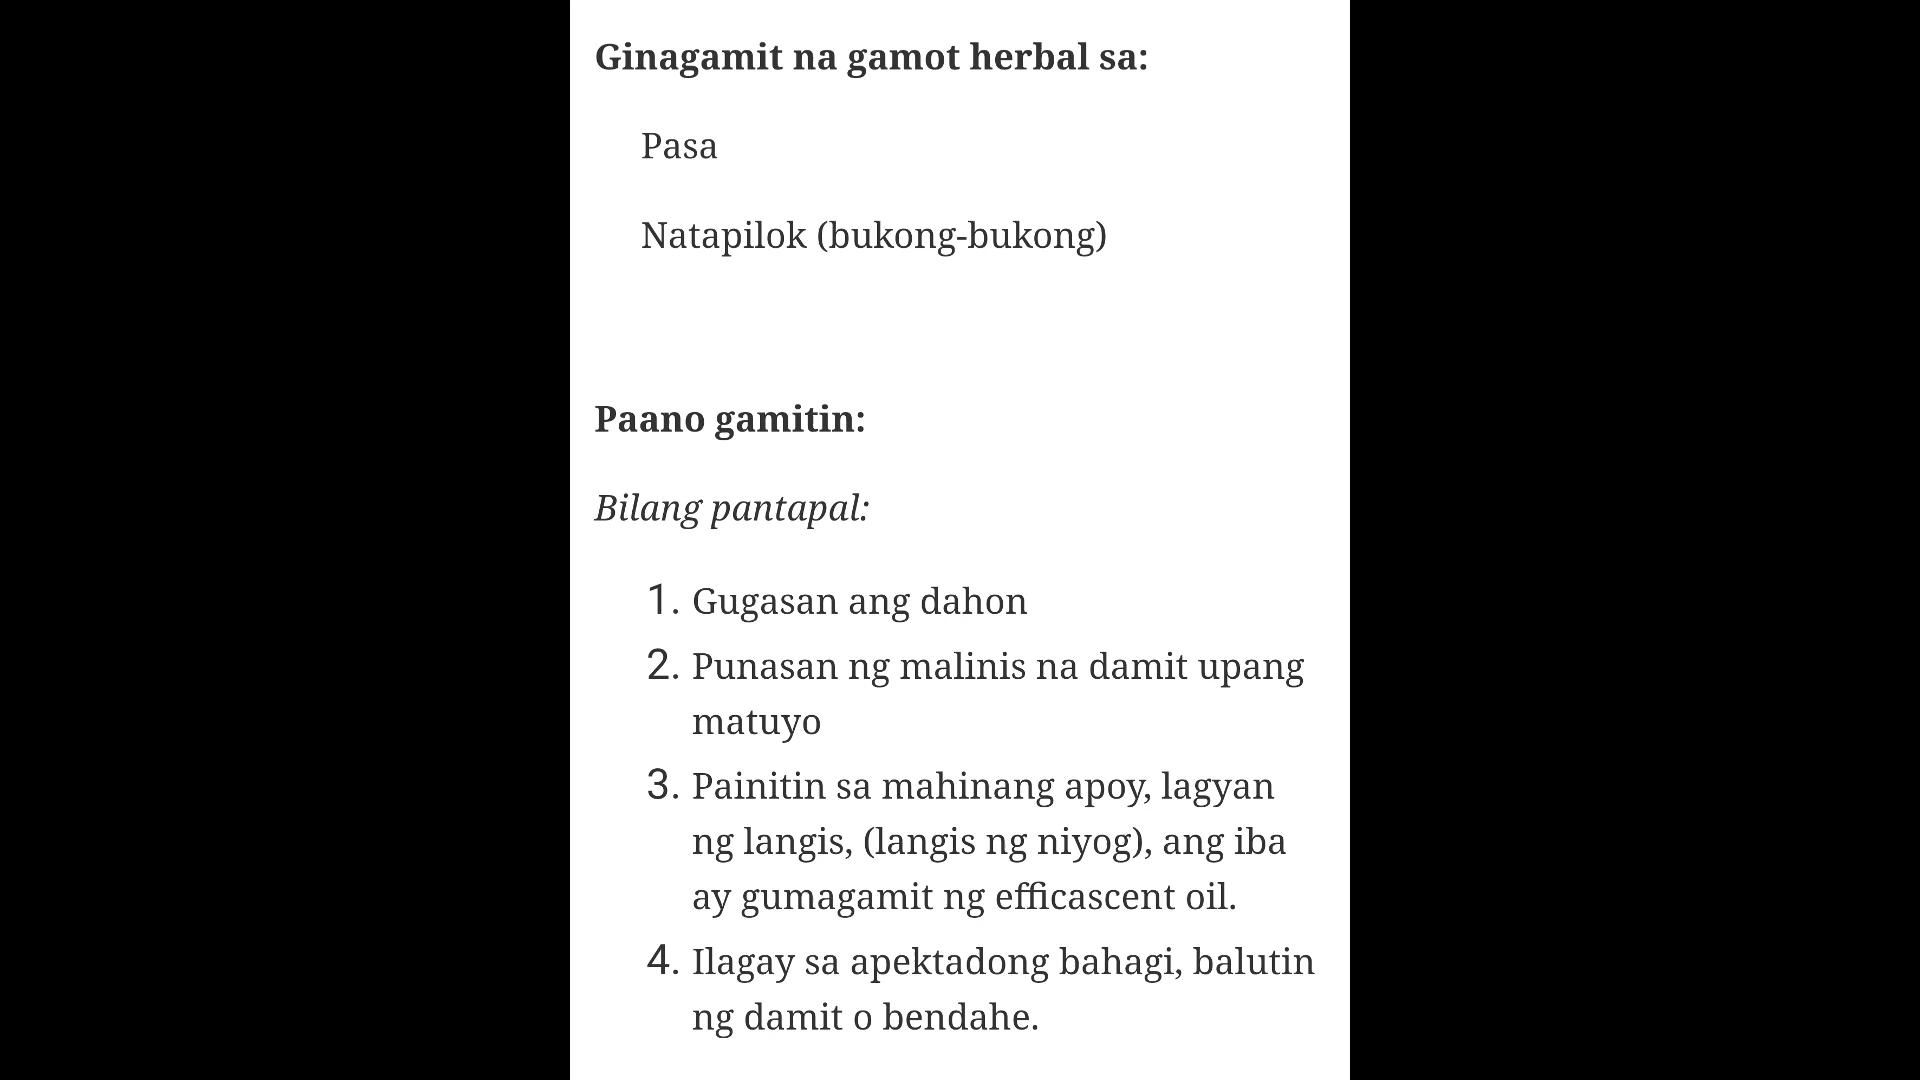 Ginagamit na gamot herbal sa:
Pasa
Natapilok (bukong-bukong)
Paano gamitin:
Bilang pantapal:
1. Gugasan ang dahon
2. Punasan ng malinis na damit upang
matuyo
3. Painitin sa mahinang apoy, lagyan
ng langis, (langis ng niyog), ang iba
ay gumagamit ng efficascent oil.
4. Ilagay sa apektadong bahagi, balutin
ng damit o bendahe.